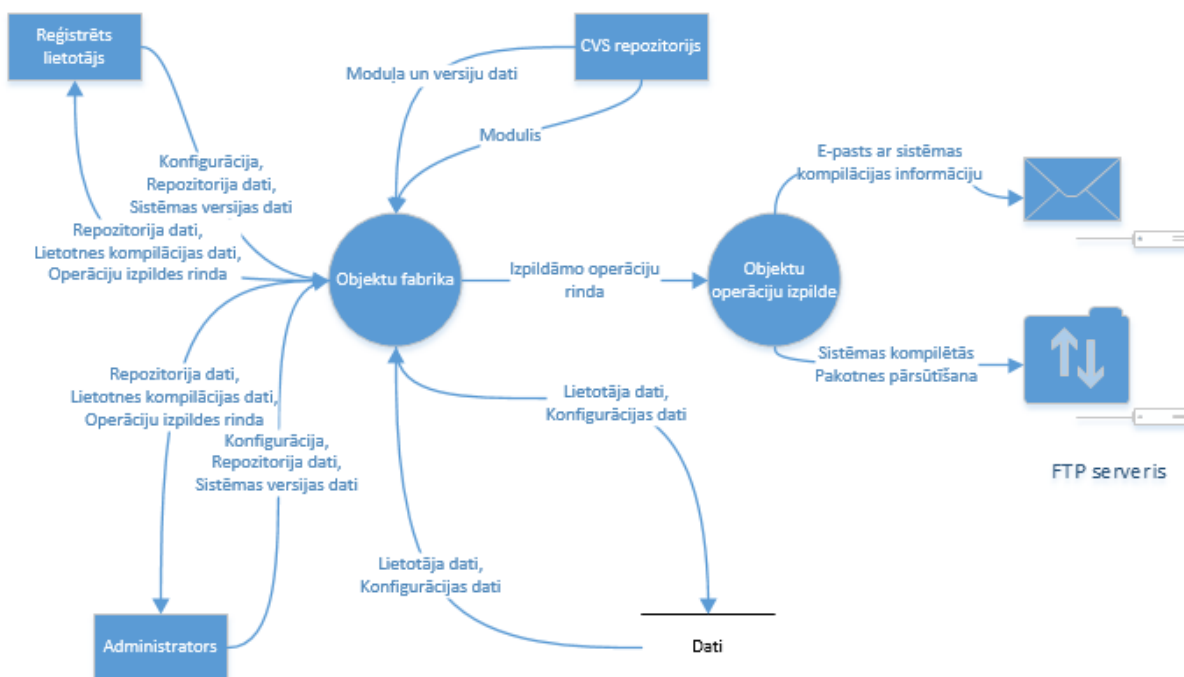 Reģistrēts
lietotājs
CVS repozitorijs
Moduļa un versiju dati
Modulis
Konfigurācija,
Repozitorija dati,
Sistēmas versijas dati
Repozitorija dati,
Lietotnes kompilācijas dati,
Operāciju izpildes rinda
E-pasts ar sistēmas
kompilācijas informāciju
Objektu fabrika
Izpildāmo operāciju
rinda
Objektu
operāciju izpilde
Sistēmas kompilētās
Pakotnes pārsūtīšana
FTP serveris
Repozitorija dati,
Lietotnes kompilācijas dati,
Operāciju izpildes rinda
Konfigurācija,
Repozitorija dati,
Sistēmas versijas dati
Lietotāja dati,
Konfigurācijas dati
Lietotāja dati,
Konfigurācijas dati
Administrators
Dati